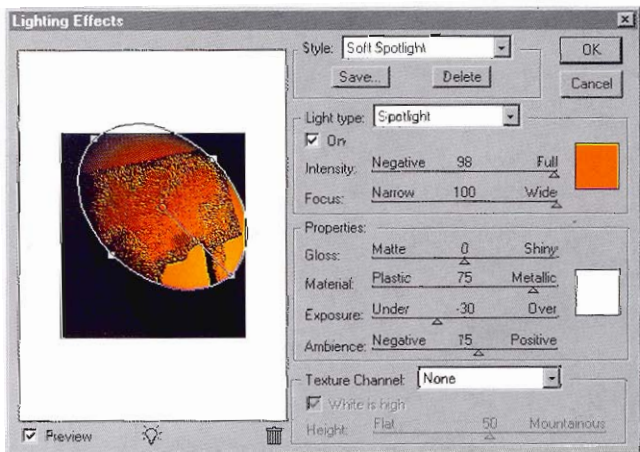 Lighting Effects
Style: Soft Spotlight
OK
Save... Delete
Cancel
Light type: Spotlight
On
Intensity: Negative 98 Full
Focus: Narrow 100 Wide
Properties:
Gloss: Matte 0 Shiny
Material: Plastic 75 Metallic
Exposure: Under -30 Over
Ambience: Negative 15 Positive
Texture Channel: None
White is high
Height: Flat 50 Mountainous
Preview